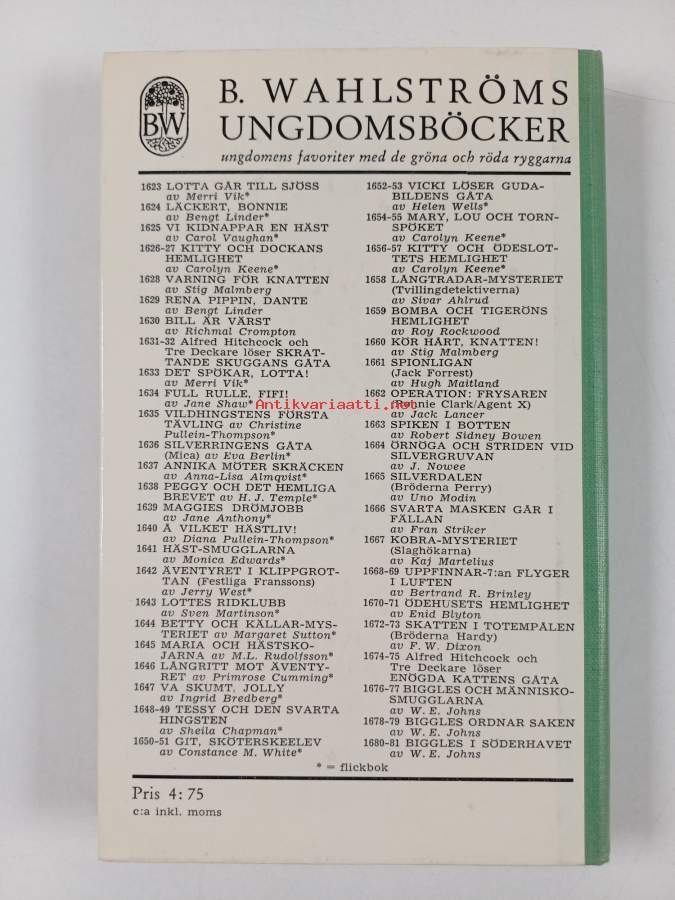 BW
B. WAHLSTRÖMS
UNGDOMSBÖCKER
ungdomens favoriter med de gröna och röda ryggarna
1623 LOTTA GÅR TILL SJÖSS
av Merri Vik*
1624 LÄCKERT, BONNIE
av Bengt Linder*
1625 VI KIDNAPPAR EN HÄST
av Carol Vaughan*
1626-27 KITTY OCH DOCKANS
HEMLIGHET
av Carolyn Keene*
1628 VARNING FÖR KNATTEN
av Stig Malmberg
1629 RENA PIPPIN, DANTE
av Bengt Linder
1630 BILL ÄR VÄRST
av Richmal Crompton
1631-32 Alfred Hitchcock och
Tre Deckare löser SKRAT-
TANDE SKUGGANS GÅTA
1633 DET SPÖKAR, LOTTA!
av Merri Vik*
1634 FULL RULLE, FIFI!
av Jane Shaw*
1635 VILDHINGSTENS FÖRSTA
TÄVLING av Christine
Pullein-Thompson*
1636 SILVERRINGENS GÅTA
(Mica) av Eva Berlin*
1637 ANNIKA MÖTER SKRÄCKEN
av Anna-Lisa Almqvist*
1638 PEGGY OCH DET HEMLIGA
BREVET av H. J. Temple*
1639 MAGGIES DRÖMJOBB
av Jane Anthony*
1640 Å VILKET HÄSTLIV!
av Diana Pullein-Thompson*
1641 HÄST-SMUGGLARNA
av Monica Edwards*
1642 ÄVENTYRET I KLIPPGROT-
TAN (Festliga Franssons)
av Jerry West*
1643 LOTTES RIDKLUBB
av Sven Martinson*
1644 BETTY OCH KÄLLAR-MYS-
TERIET av Margaret Sutton*
1645 MARIA OCH HÄSTSKO-
JARNA av M.L. Rudolfsson*
1646 LÅNGRITT MOT ÄVENTY-
RET av Primrose Cumming*
1647 VA SKUMT, JOLLY
av Ingrid Bredberg*
1648-49 TESSY OCH DEN SVARTA
HINGSTEN
av Sheila Chapman*
1650-51 GIT, SKÖTERSKEELEV
av Constance M. White*
1652-53 VICKI LÖSER GUDA-
BILDENS GÅTA
av Helen Wells*
1654-55 MARY, LOU OCH TORN-
SPÖKET
av Carolyn Keene*
1656-57 KITTY OCH ÖDESLOT-
TETS HEMLIGHET
av Carolyn Keene*
1658 LÅNGTRADAR-MYSTERIET
(Tvillingdetektiverna)
av Sivar Ahlrud
1659 BOMBA OCH TIGERÖNS
HEMLIGHET
av Roy Rockwood
1660 KÖR HÅRT, KNATTEN!
av Stig Malmberg
1661 SPIONLIGAN
(Jack Forrest)
av Hugh Maitland
1662 OPERATION: FRYSAREN
(Ronnie Clark/Agent X)
av Jack Lancer
1663 SPIKEN I BOTTEN
av Robert Sidney Bowen
1664 ÖRNÖGA OCH STRIDEN VID
SILVERGRUVAN
av J. Nowee
1665 SILVERDALEN
(Bröderna Perry)
av Uno Modin
1666 SVARTA MASKEN GÅR I
FÄLLAN
av Fran Striker
1667 KOBRA-MYSTERIET
(Slaghökarna)
av Kaj Martelius
1668-69 UPPFINNAR-7:an FLYGER
I LUFTEN
av Bertrand R. Brinley
1670-71 ÖDEHUSETS HEMLIGHET
av Enid Blyton
1672-73 SKATTEN I TOTEMPÅLEN
(Bröderna Hardy)
av F. W. Dixon
1674-75 Alfred Hitchcock och
Tre Deckare löser
ENÖGDA KATTENS GÅTA
1676-77 BIGGLES OCH MÄNNISKO-
SMUGGLARNA
av W. E. Johns
1678-79 BIGGLES ORDNAR SAKEN
av W. E. Johns
1680-81 BIGGLES I SÖDERHAVET
av W. E. Johns
* = flickbok
Pris 4: 75
c:a inkl. moms
Antikvariaatti.net